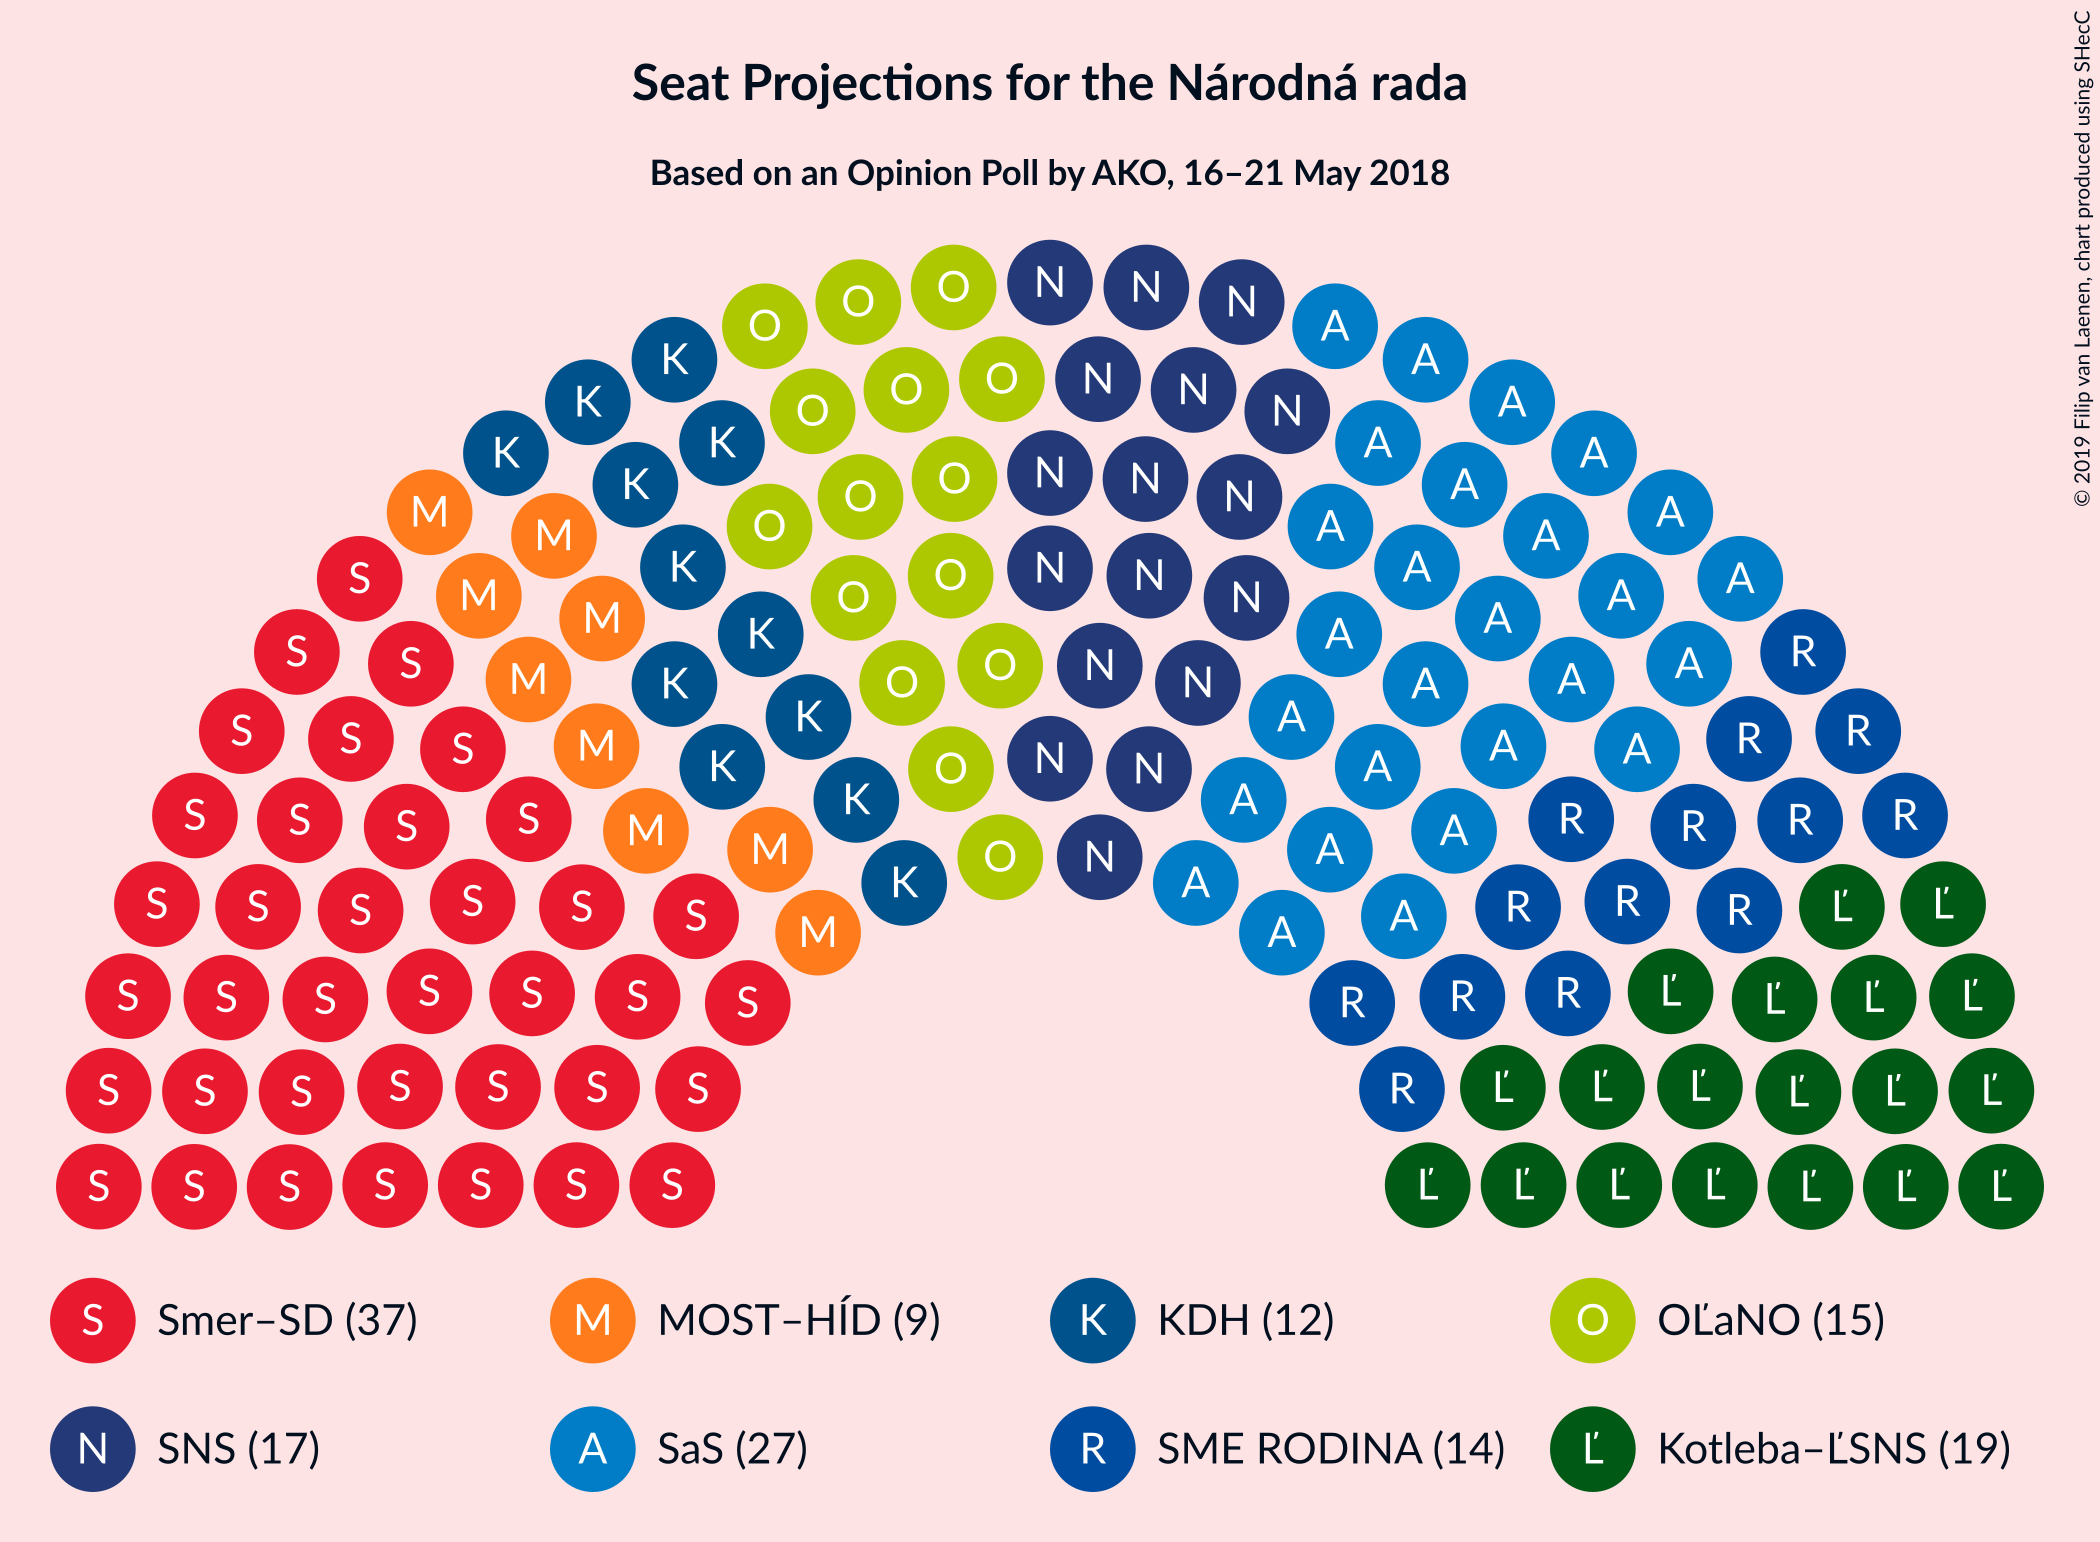 Seat Projections for the Národná rada
Based on an Opinion Poll by AKO, 16–21 May 2018
© 2019 Filip van Laenen, chart produced using SHecC
O O O N N N A
K K K O O O N N N A A A
M K K O O O N N N A A A A
S M M K O O N N N A A A A A A
S S M M K K O O N N A A A A A A R
S S S M M K K K O N N A A A A A A R R
S S S S M M K O N A A A A R R R R
S S S S S S M K A A A R R R Ľ Ľ
S S S S S S S R R R Ľ Ľ Ľ Ľ
S S S S S S S R Ľ Ľ Ľ Ľ Ľ Ľ
S S S S S S S Ľ Ľ Ľ Ľ Ľ Ľ Ľ
S Smer–SD (37) M MOST–HÍD (9) K KDH (12) O OĽaNO (15)
N SNS (17) A SaS (27) R SME RODINA (14) Ľ Kotleba–ĽSNS (19)